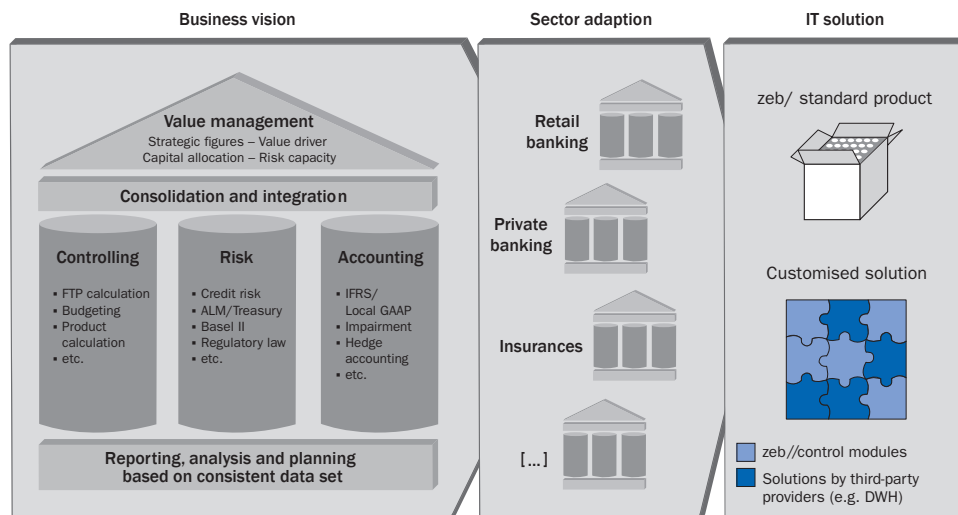 Business vision
Sector adaption
IT solution
Value management
Strategic figures – Value driver
Capital allocation – Risk capacity
Consolidation and integration
Controlling
▪ FTP calculation
▪ Budgeting
▪ Product
calculation
▪ etc.
Risk
▪ Credit risk
▪ ALM/Treasury
▪ Basel II
▪ Regulatory law
▪ etc.
Accounting
▪ IFRS/
Local GAAP
▪ Impairment
▪ Hedge
accounting
▪ etc.
Reporting, analysis and planning
based on consistent data set
Retail
banking
Private
banking
Insurances
[...]
zeb/ standard product
Customised solution
zeb//control modules
Solutions by third-party
providers (e.g. DWH)